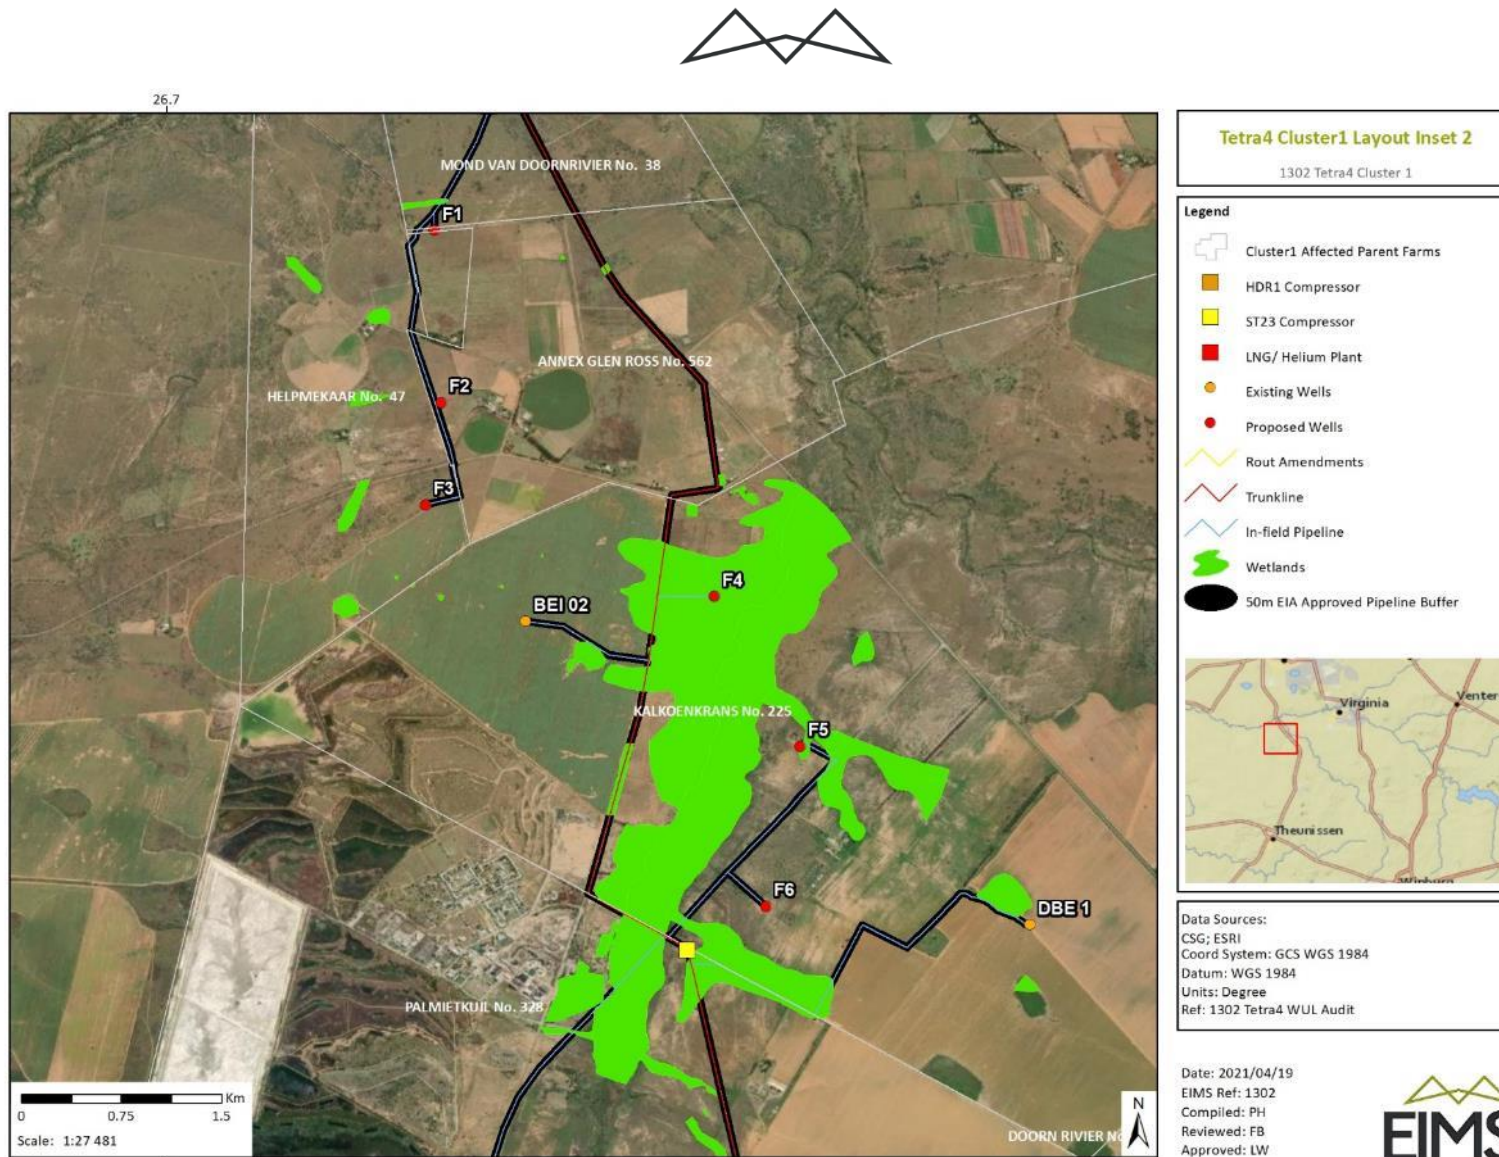 26.7
MOND VAN DOORNRIVIER No. 38
F1
ANNEX GLEN ROSS No. 562
HELPMEKAAR No. 47
F2
F3
F4
BEI 02
KALKOENKRANS No. 225
F5
F6
DBE 1
PALMIETKUIL No. 328
DOORN RIVIER No
N
Km
0 0.75 1.5
Scale: 1:27 481
Tetra4 Cluster1 Layout Inset 2
1302 Tetra4 Cluster 1
Legend
Cluster1 Affected Parent Farms
HDR1 Compressor
ST23 Compressor
LNG/ Helium Plant
Existing Wells
Proposed Wells
Rout Amendments
Trunkline
In-field Pipeline
Wetlands
50m EIA Approved Pipeline Buffer
Virginia
Venter
Theunissen
Data Sources:
CSG; ESRI
Coord System: GCS WGS 1984
Datum: WGS 1984
Units: Degree
Ref: 1302 Tetra4 WUL Audit
Date: 2021/04/19
EIMS Ref: 1302
Compiled: PH
Reviewed: FB
Approved: LW
EIMS